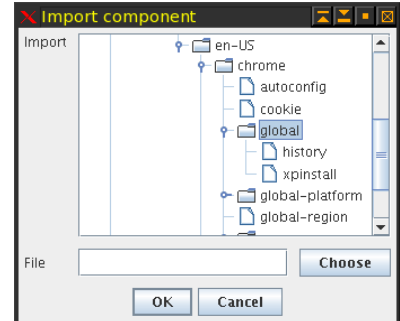 Import component
Import
en-US
chrome
autoconfig
cookie
global
history
xpinstall
global-platform
global-region
File
Choose
OK
Cancel